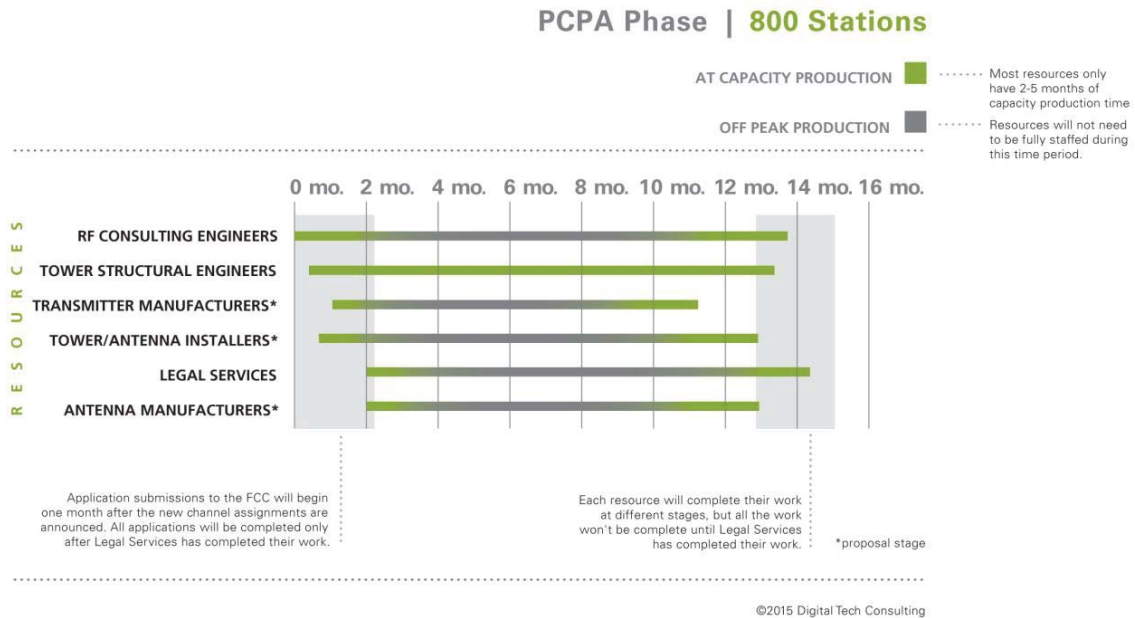 PCPA Phase | 800 Stations
AT CAPACITY PRODUCTION
Most resources only
have 2-5 months of
capacity production time
OFF PEAK PRODUCTION
Resources will not need
to be fully staffed during
this time period.
0 mo. 2 mo. 4 mo. 6 mo. 8 mo. 10 mo. 12 mo. 14 mo. 16 mo.
RESOURCES
RF CONSULTING ENGINEERS
TOWER STRUCTURAL ENGINEERS
TRANSMITTER MANUFACTURERS*
TOWER/ANTENNA INSTALLERS*
LEGAL SERVICES
ANTENNA MANUFACTURERS*
Application submissions to the FCC will begin
one month after the new channel assignments are
announced. All applications will be completed only
after Legal Services has completed their work.
Each resource will complete their work
at different stages, but all the work
won't be complete until Legal Services
has completed their work.
*proposal stage
©2015 Digital Tech Consulting